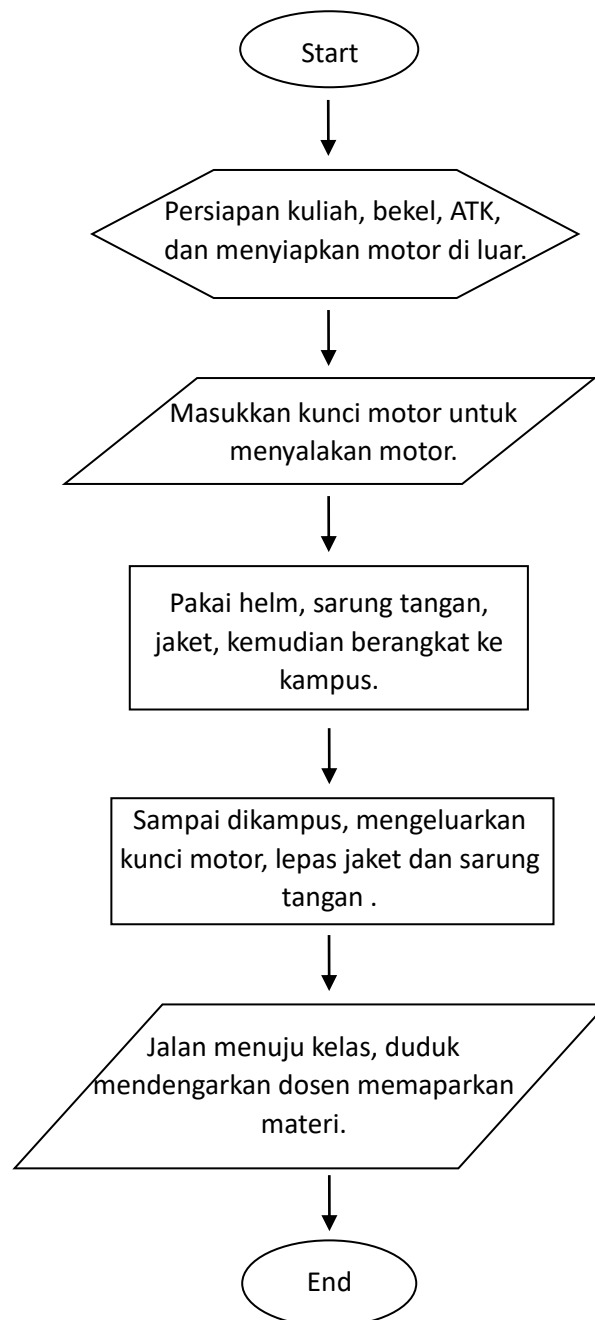 Start
Persiapan kuliah, bekel, ATK,
dan menyiapkan motor di luar.
Masukkan kunci motor untuk
menyalakan motor.
Pakai helm, sarung tangan,
jaket, kemudian berangkat ke
kampus.
Sampai dikampus, mengeluarkan
kunci motor, lepas jaket dan sarung
tangan .
Jalan menuju kelas, duduk
mendengarkan dosen memaparkan
materi.
End